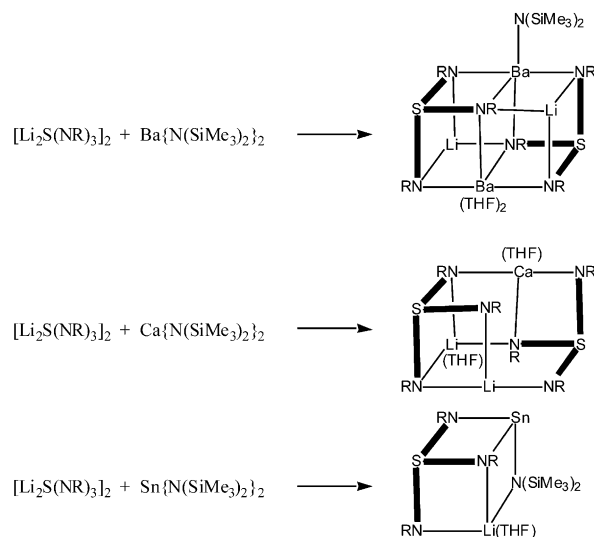 N(SiMe3)2
RN Ba NR
S NR Li
[Li2S(NR)3]2 + Ba{N(SiMe3)2}2
Li NR S
RN Ba NR
(THF)2
(THF)
RN Ca NR
S NR
[Li2S(NR)3]2 + Ca{N(SiMe3)2}2
Li N S
(THF) R
RN Li NR
RN Sn
S NR
[Li2S(NR)3]2 + Sn{N(SiMe3)2}2
N(SiMe3)2
RN Li(THF)